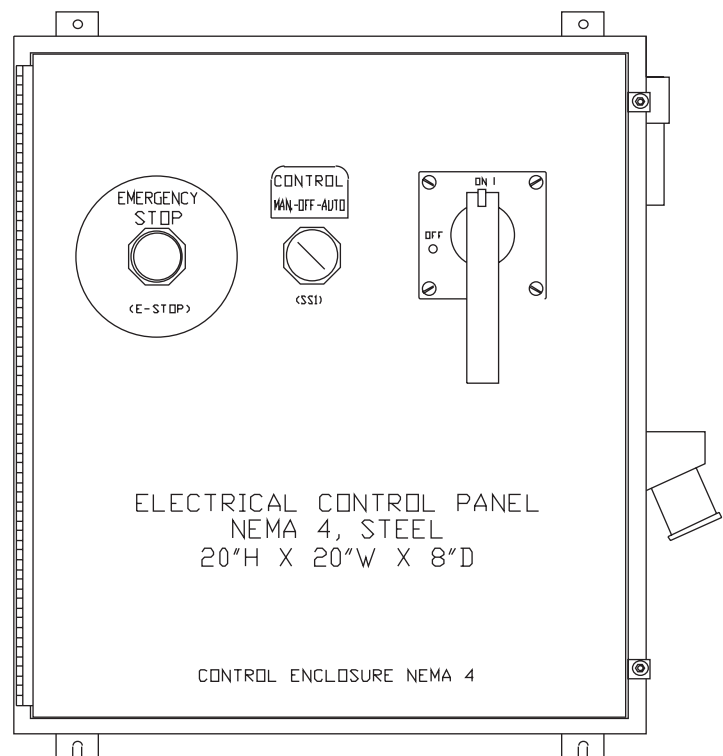 EMERGENCY
STOP
(E-STOP)
CONTROL
MAN.-OFF-AUTO
(SS1)
ON 1
OFF
ELECTRICAL CONTROL PANEL
NEMA 4, STEEL
20"H X 20"W X 8"D
CONTROL ENCLOSURE NEMA 4